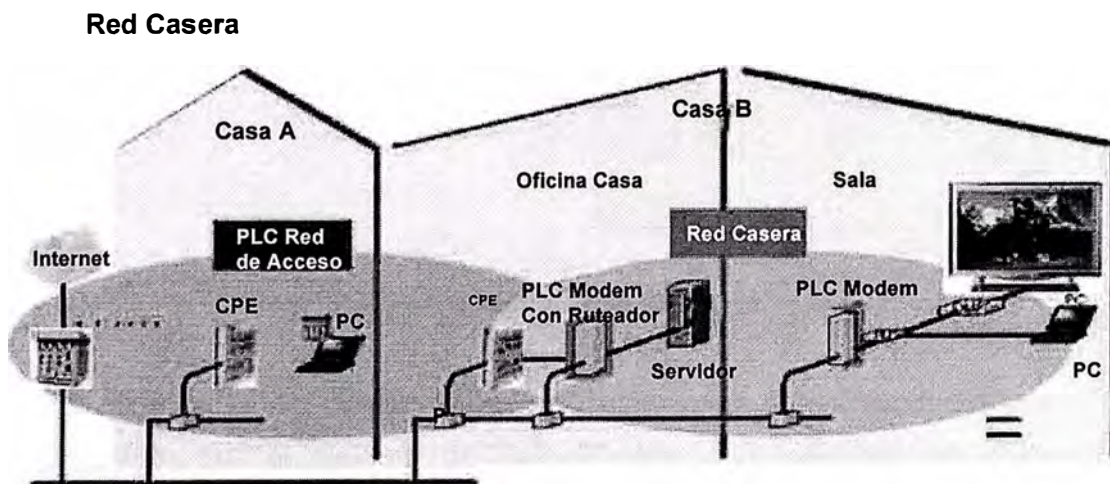 Red Casera
Casa A
Casa B
Oficina Casa
Sala
PLC Red
de Acceso
Red Casera
Internet
CPE
PC
CPE
PLC Modem
Con Ruteador
Servidor
PLC Modem
PC
PC